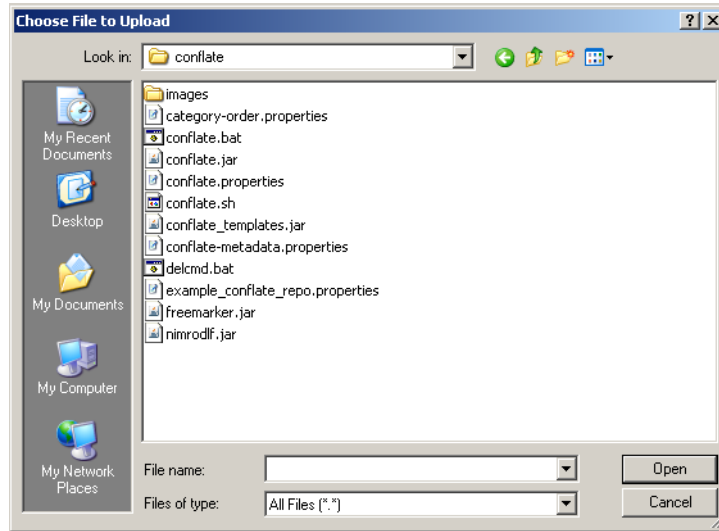 Choose File to Upload
Look in:
conflate
My Recent
Documents
Desktop
My Documents
My Computer
My Network
Places
images
category-order.properties
conflate.bat
conflate.jar
conflate.properties
conflate.sh
conflate_templates.jar
conflate-metadata.properties
delcmd.bat
example_conflate_repo.properties
freemarker.jar
nimrodlf.jar
File name:
Open
Files of type:
All Files (*.*)
Cancel